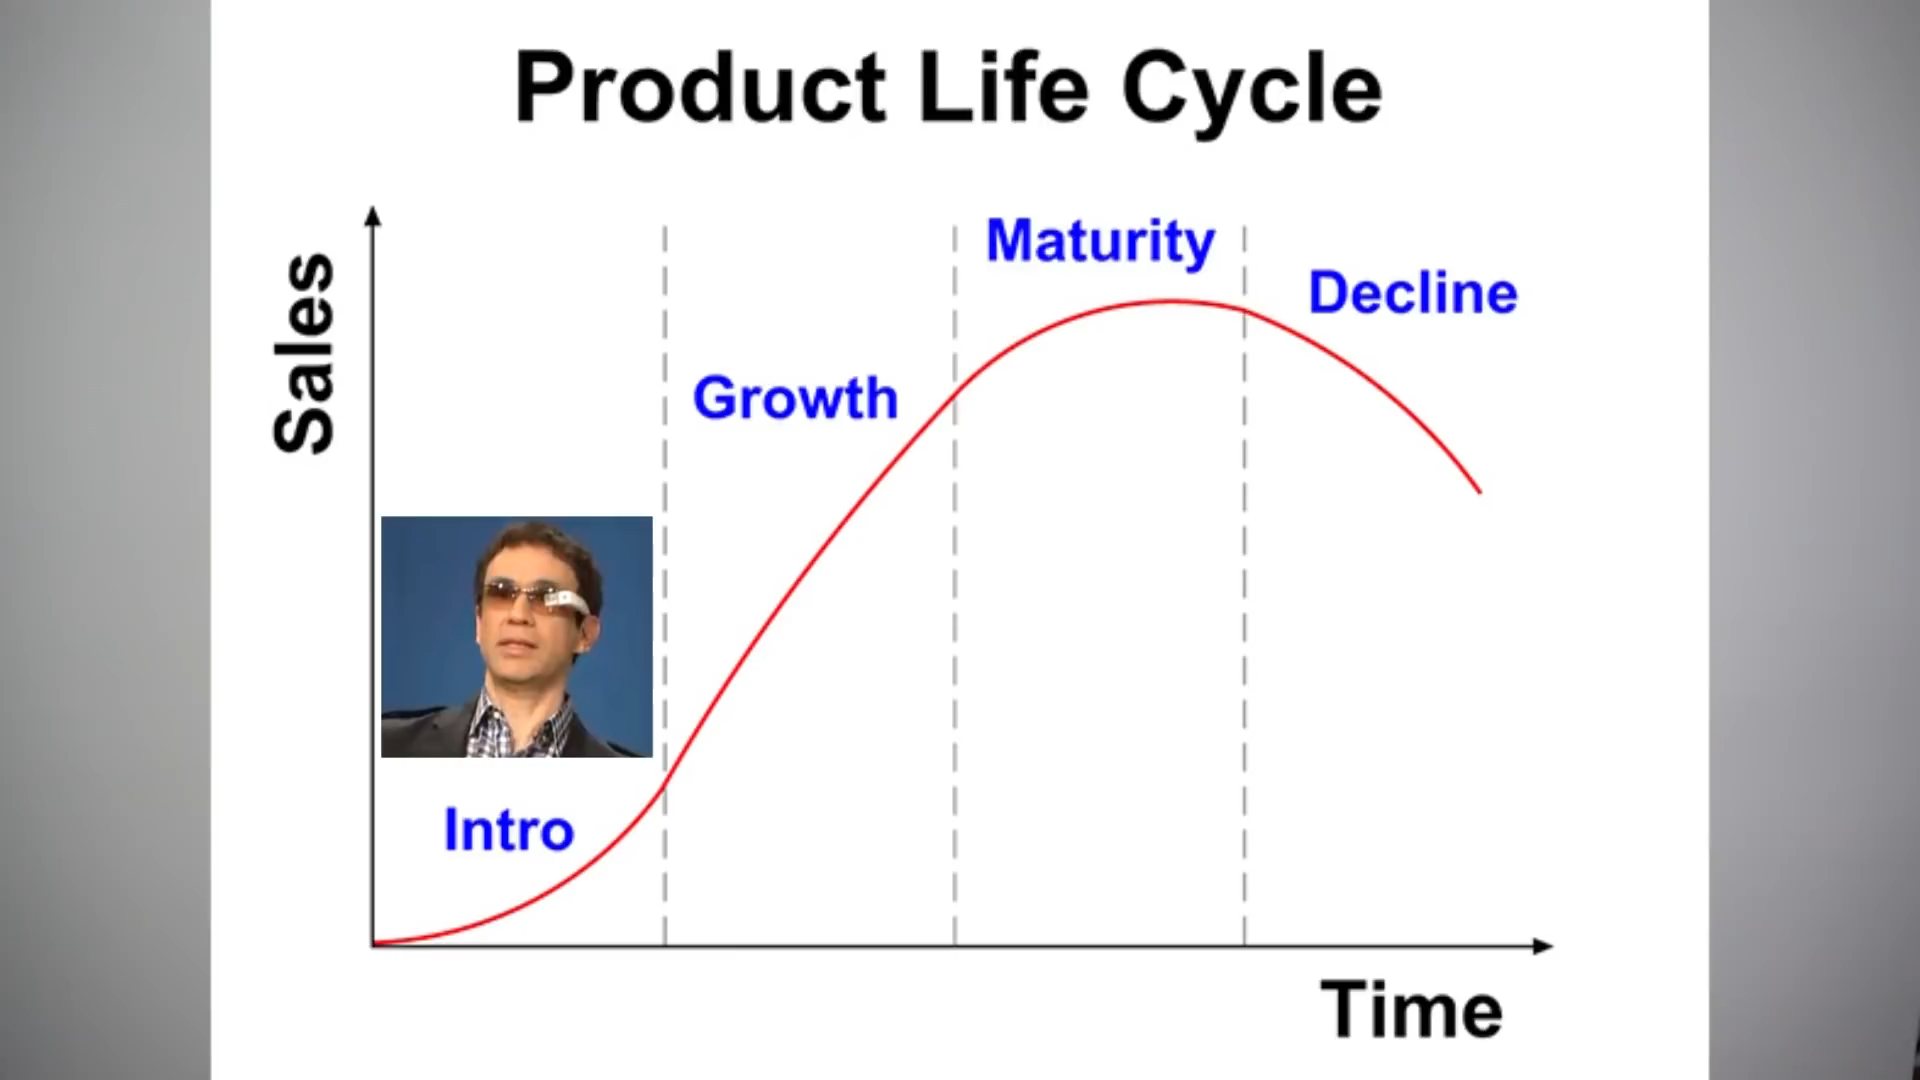 Product Life Cycle
Sales
Maturity
Decline
Growth
Intro
Time